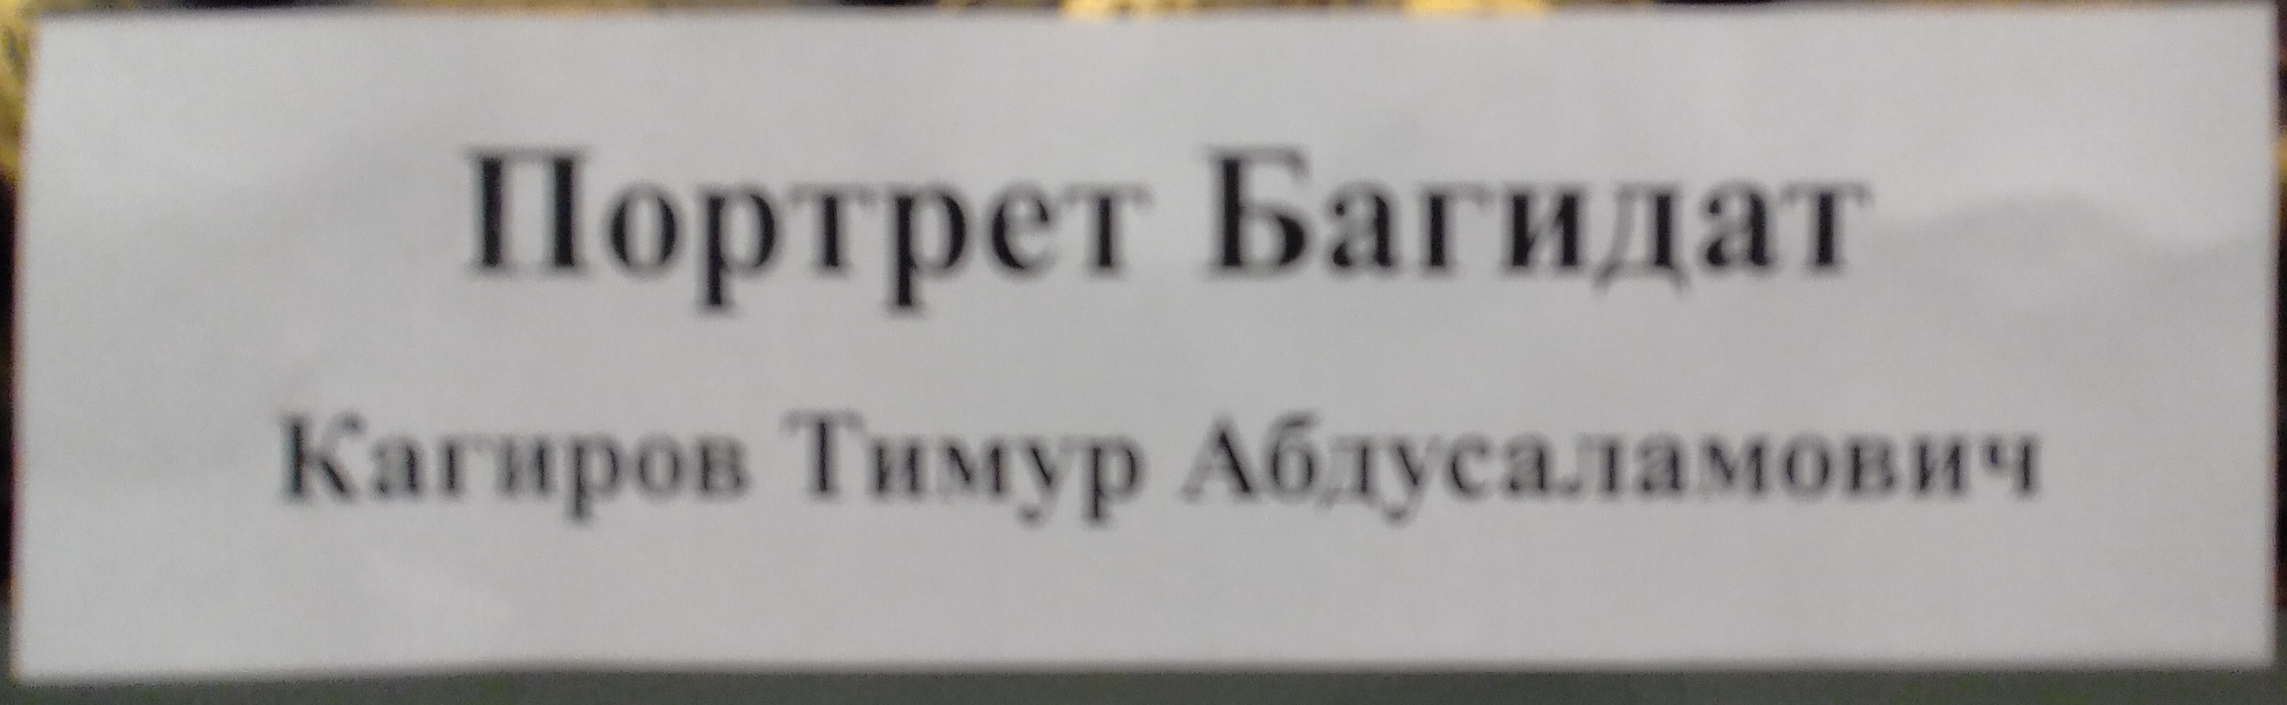 Портрет Багидат
Кагиров Тимур Абдусаламович